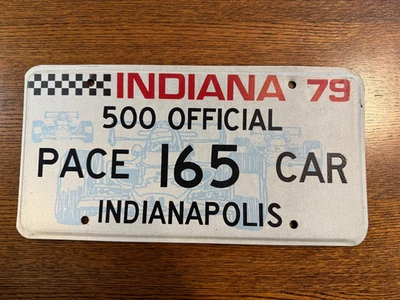 INDIANA 79
500 OFFICIAL
PACE 165 CAR
INDIANAPOLIS